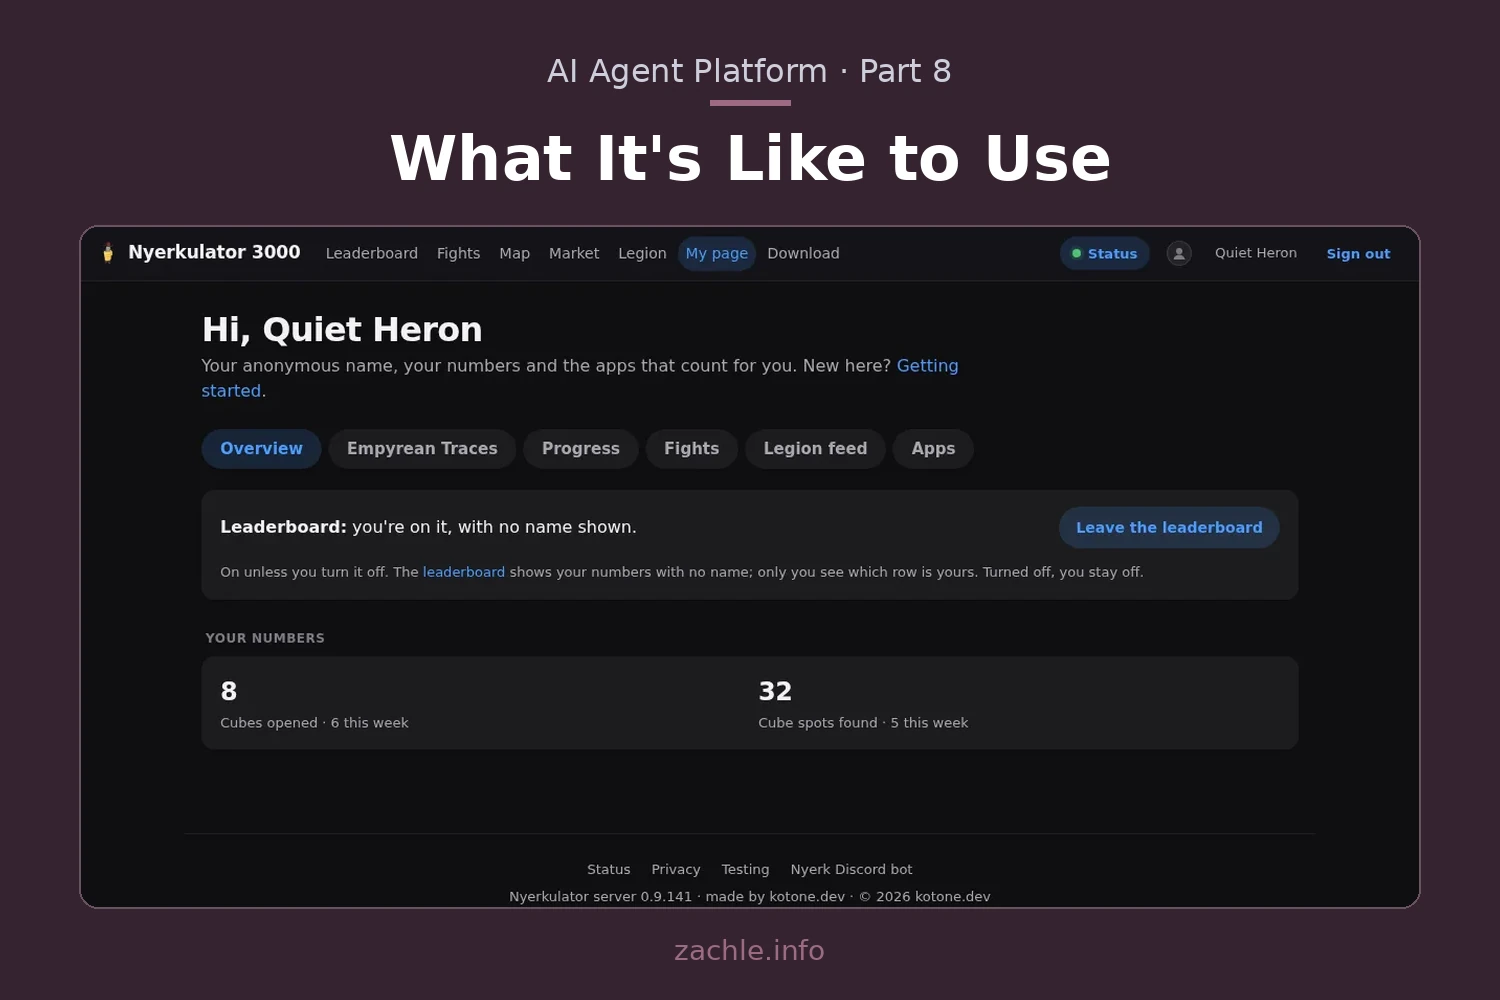 AI Agent Platform · Part 8
What It's Like to Use
Nyerkulator 3000 Leaderboard Fights Map Market Legion My page Download Status Quiet Heron Sign out
Hi, Quiet Heron
Your anonymous name, your numbers and the apps that count for you. New here? Getting
started.
Overview Empyrean Traces Progress Fights Legion feed Apps
Leaderboard: you're on it, with no name shown. Leave the leaderboard
On unless you turn it off. The leaderboard shows your numbers with no name; only you see which row is yours. Turned off, you stay off.
YOUR NUMBERS
8 32
Cubes opened · 6 this week Cube spots found · 5 this week
Status Privacy Testing Nyerk Discord bot
Nyerkulator server 0.9.141 · made by kotone.dev · © 2026 kotone.dev
zachle.info